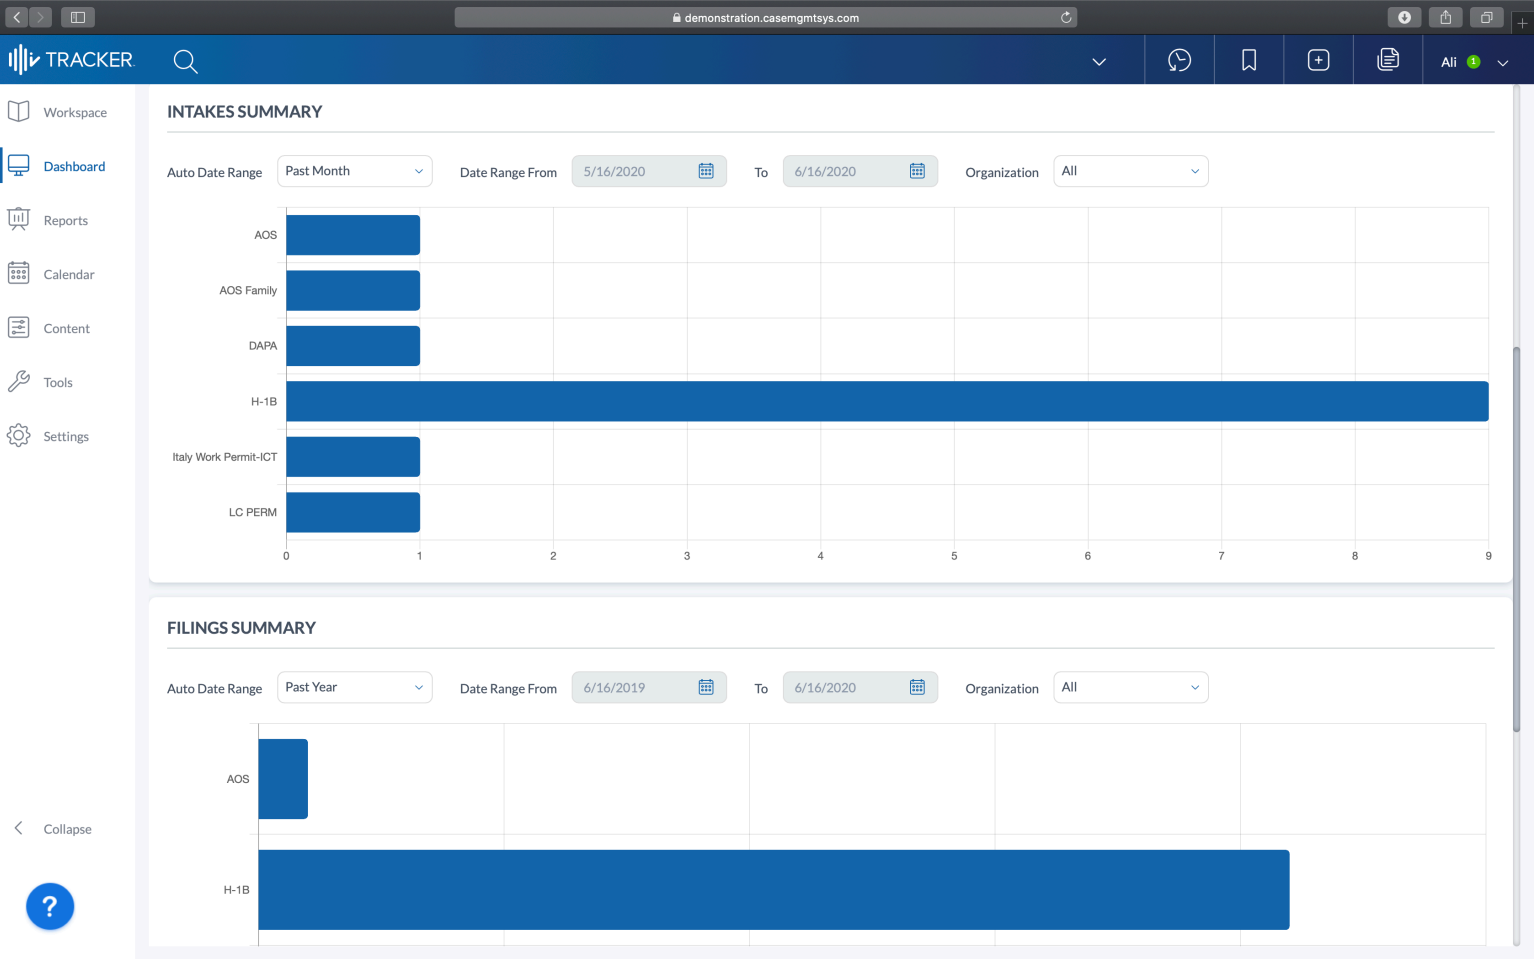 demonstration.casemgmtsys.com
TRACKER
Ali 1
Workspace
Dashboard
Reports
Calendar
Content
Tools
Settings
Collapse
?
INTAKES SUMMARY
Auto Date Range Past Month Date Range From 5/16/2020 To 6/16/2020 Organization All
AOS
AOS Family
DAPA
H-1B
Italy Work Permit-ICT
LC PERM
0 1 2 3 4 5 6 7 8 9
FILINGS SUMMARY
Auto Date Range Past Year Date Range From 6/16/2019 To 6/16/2020 Organization All
AOS
H-1B